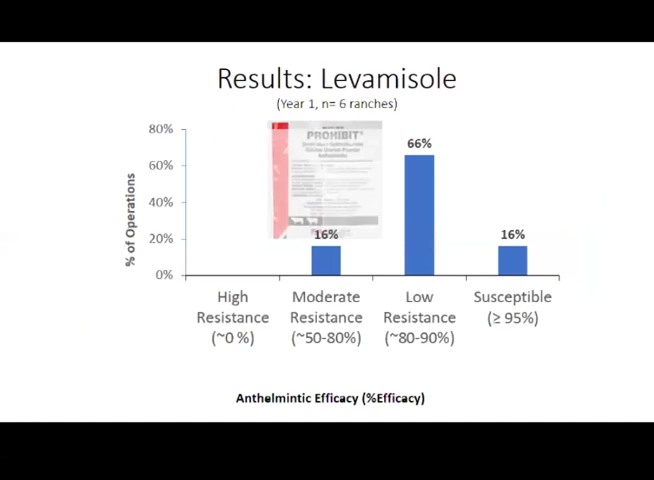 Results: Levamisole
(Year 1, n= 6 ranches)
80%
60%
40%
20%
0%
% of Operations
PROHIBIT
16%
66%
16%
High
Resistance
(~0 %)
Moderate
Resistance
(~50-80%)
Low
Resistance
(~80-90%)
Susceptible
(≥ 95%)
Anthelmintic Efficacy (%Efficacy)